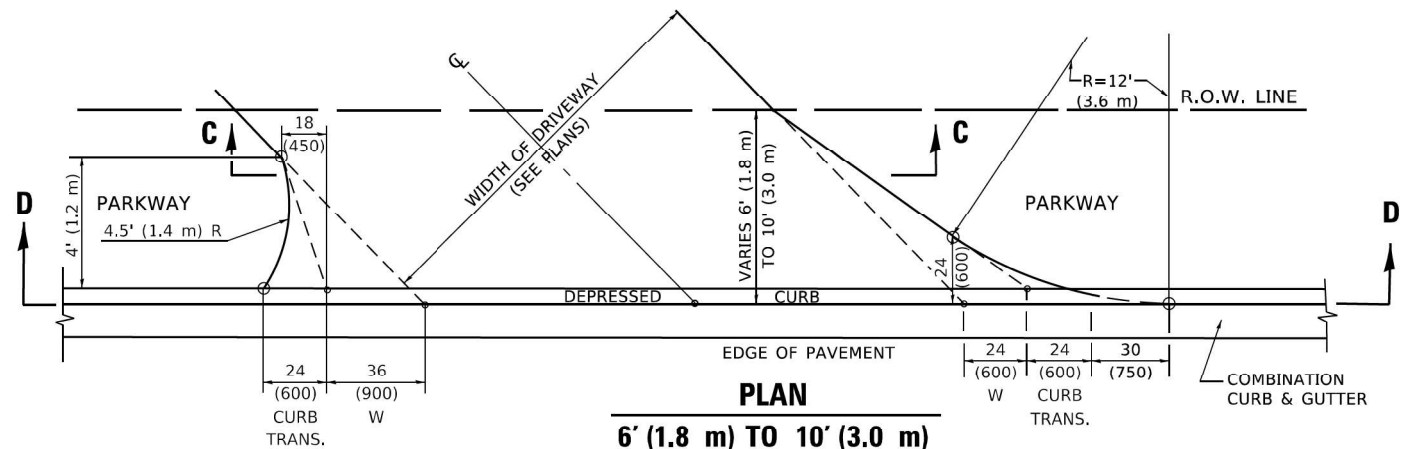 ℄
WIDTH OF DRIVEWAY
(SEE PLANS)
R=12'
(3.6 m)
R.O.W. LINE
18
(450)
C
C
4' (1.2 m)
PARKWAY
4.5' (1.4 m) R
VARIES 6' (1.8 m)
TO 10' (3.0 m)
PARKWAY
D
D
24
(600)
DEPRESSED CURB
EDGE OF PAVEMENT
24
(600)
CURB
TRANS.
36
(900)
W
24
(600)
W
24
(600)
CURB
TRANS.
30
(750)
COMBINATION
CURB & GUTTER
PLAN
6' (1.8 m) TO 10' (3.0 m)